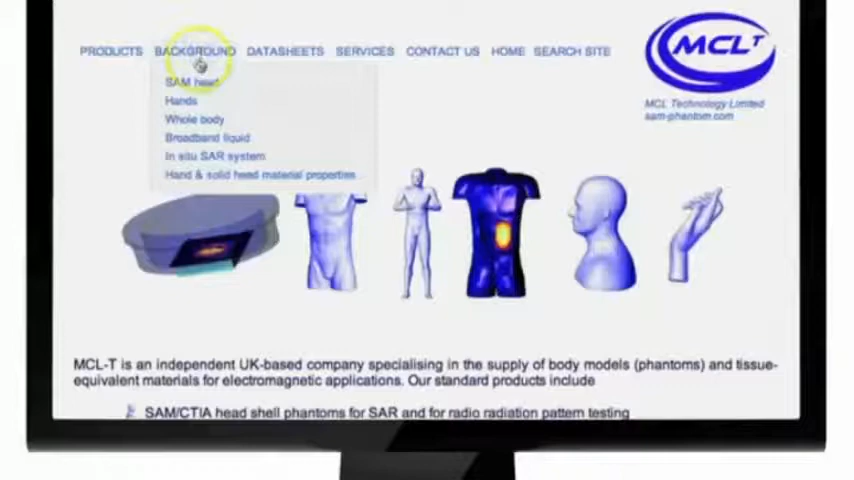 PRODUCTS BACKGROUND DATASHEETS SERVICES CONTACT US HOME SEARCH SITE
MCLT
MCL Technology Limited
sam-phantom.com
SAM head
Hands
Whole body
Broadband liquid
In situ SAR system
Hand & solid head material properties
MCL-T is an independent UK-based company specialising in the supply of body models (phantoms) and tissue-
equivalent materials for electromagnetic applications. Our standard products include
SAM/CTIA head shell phantoms for SAR and for radio radiation pattern testing